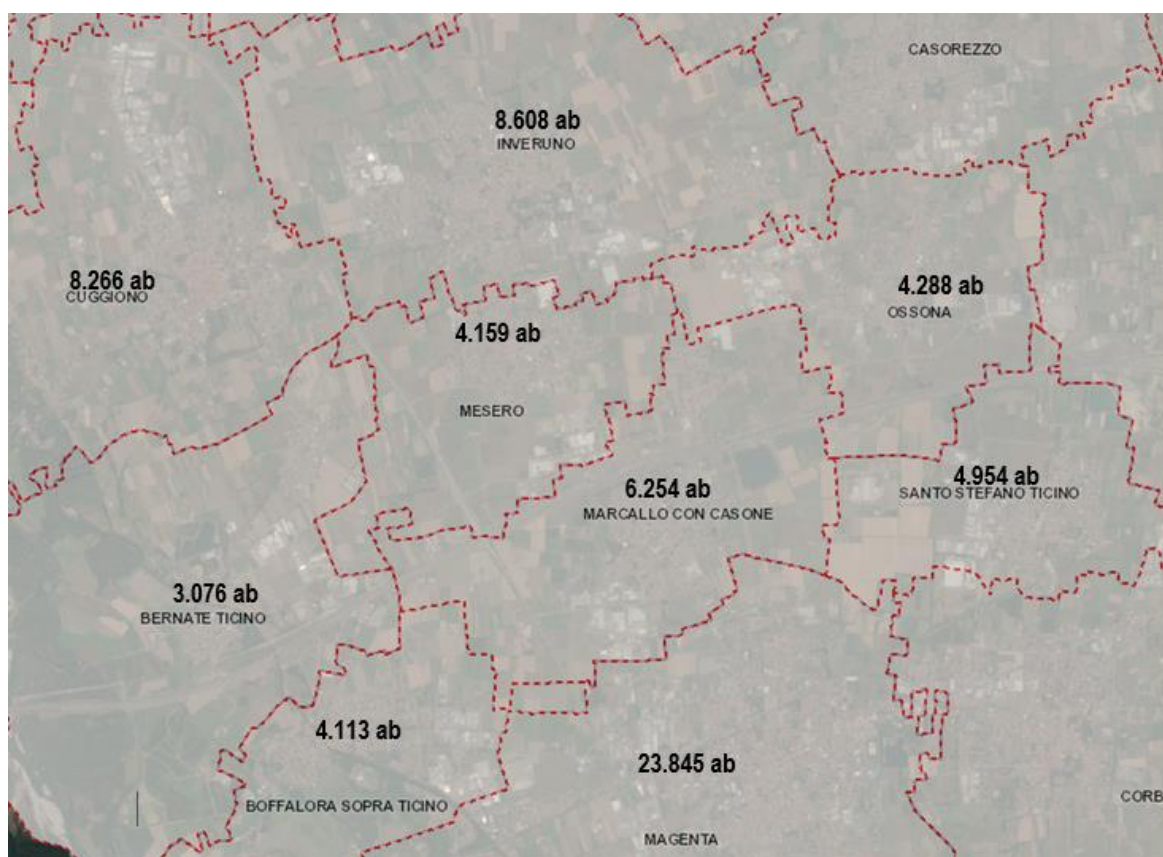 CASOREZZO
8.608 ab
INVERUNO
8.266 ab
CUGGIONO
4.288 ab
OSSONA
4.159 ab
MESERO
4.954 ab
SANTO STEFANO TICINO
6.254 ab
MARCALLO CON CASONE
3.076 ab
BERNATE TICINO
4.113 ab
BOFFALORA SOPRA TICINO
23.845 ab
MAGENTA
CORB